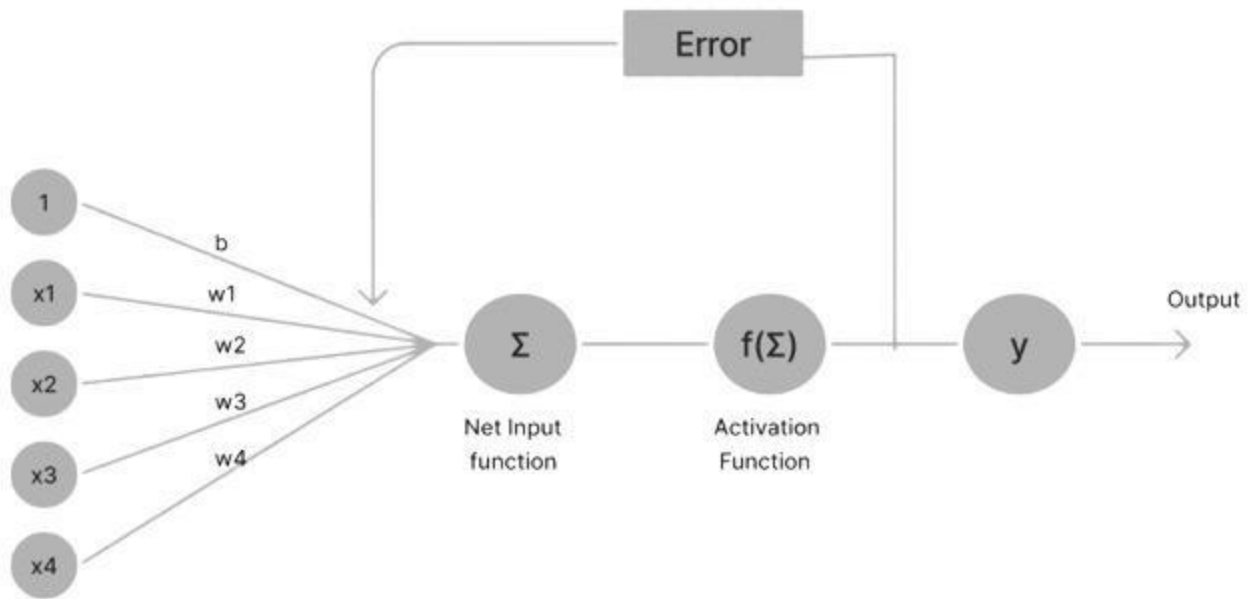 Error
1
b
x1
w1
Output
w2
Σ
f(Σ)
y
x2
w3
Net Input
function
Activation
Function
x3
w4
x4